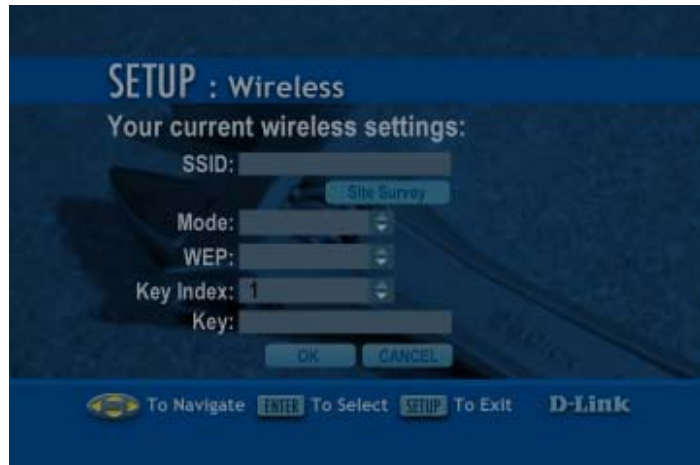 SETUP : Wireless
Your current wireless settings:
SSID:
Site Survey
Mode:
WEP:
Key Index: 1
Key:
OK CANCEL
To Navigate ENTER To Select SETUP To Exit D-Link